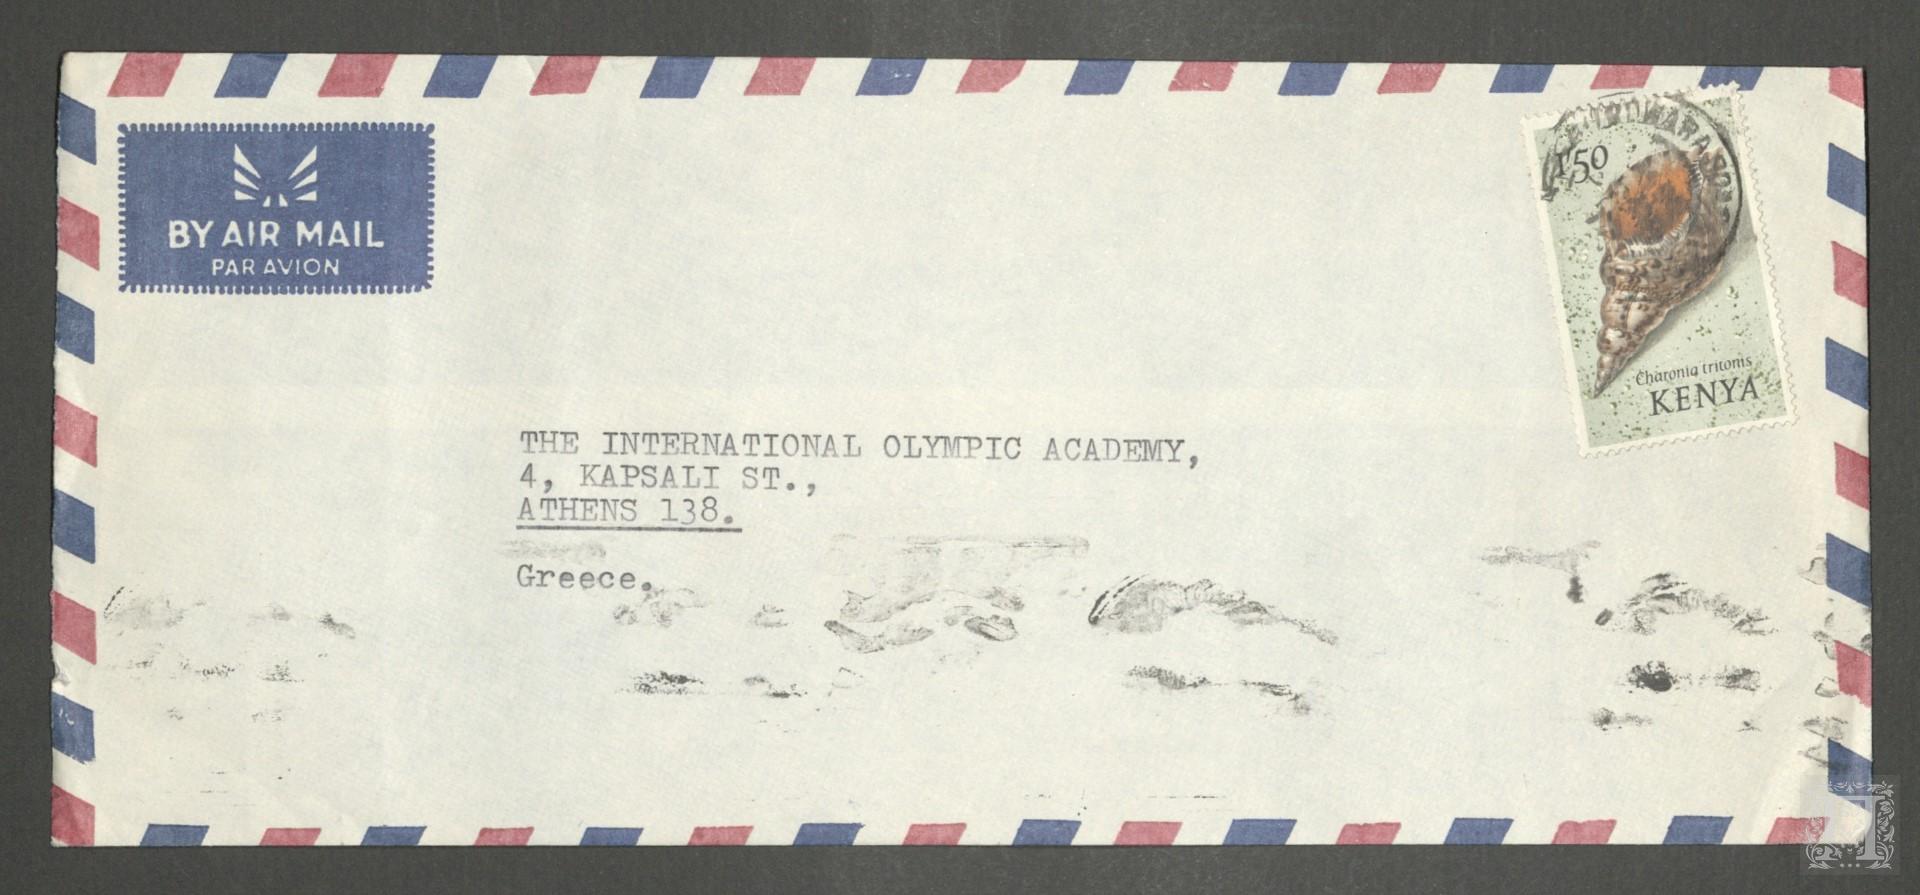 BY AIR MAIL
PAR AVION
1'50
Charonia tritonis
KENYA
THE INTERNATIONAL OLYMPIC ACADEMY,
4, KAPSALI ST.,
ATHENS 138.
Greece.